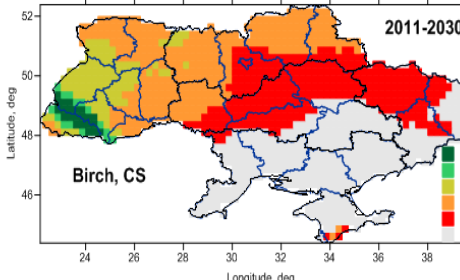 52
2011-2030
50
Latitude, deg
48
Birch, CS
46
24 26 28 30 32 34 36 38
Longitude, deg